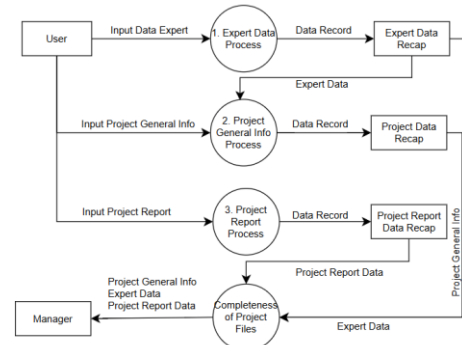 User
Input Data Expert
1. Expert Data
Process
Data Record
Expert Data
Recap
Expert Data
Input Project General Info
2. Project
General Info
Process
Data Record
Project Data
Recap
Input Project Report
3. Project
Report
Process
Data Record
Project Report
Data Recap
Project General Info
Project Report Data
Project General Info
Expert Data
Project Report Data
Manager
Completeness
of Project
Files
Expert Data